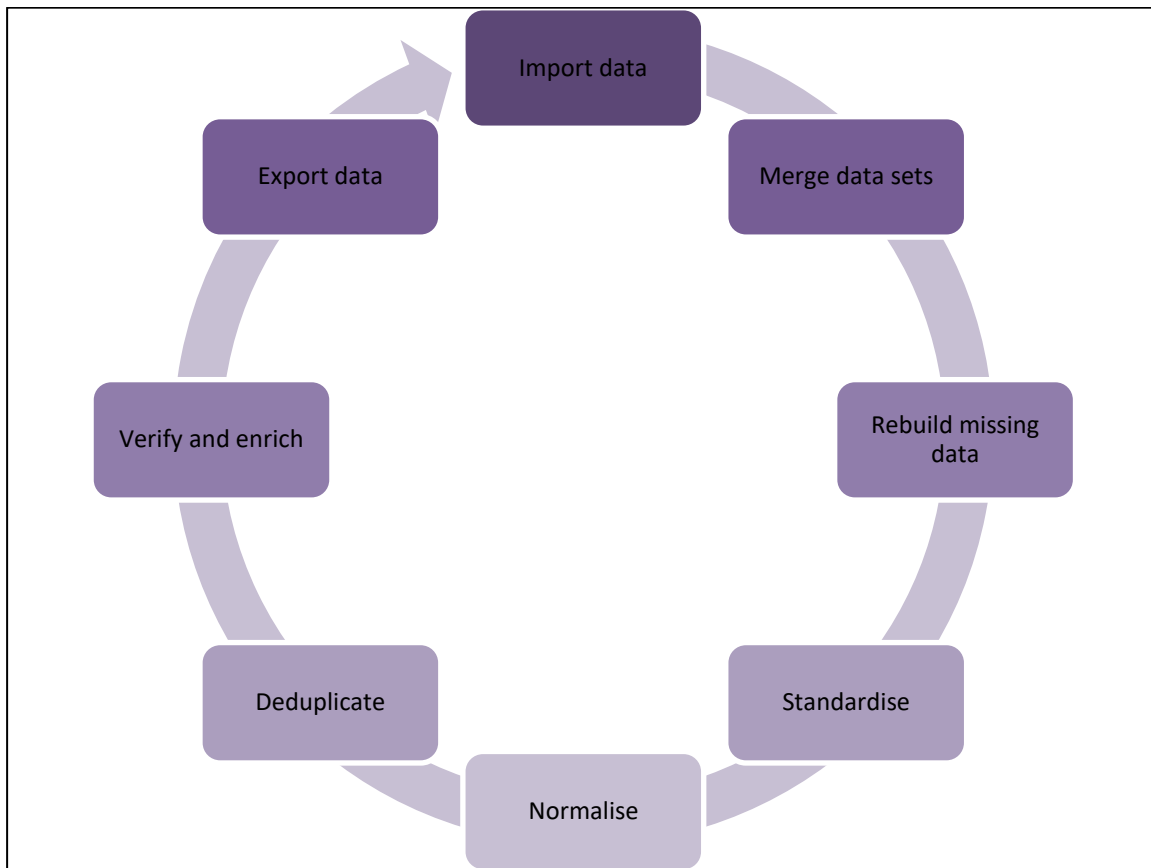 Import data
Merge data sets
Rebuild missing
data
Standardise
Normalise
Deduplicate
Verify and enrich
Export data